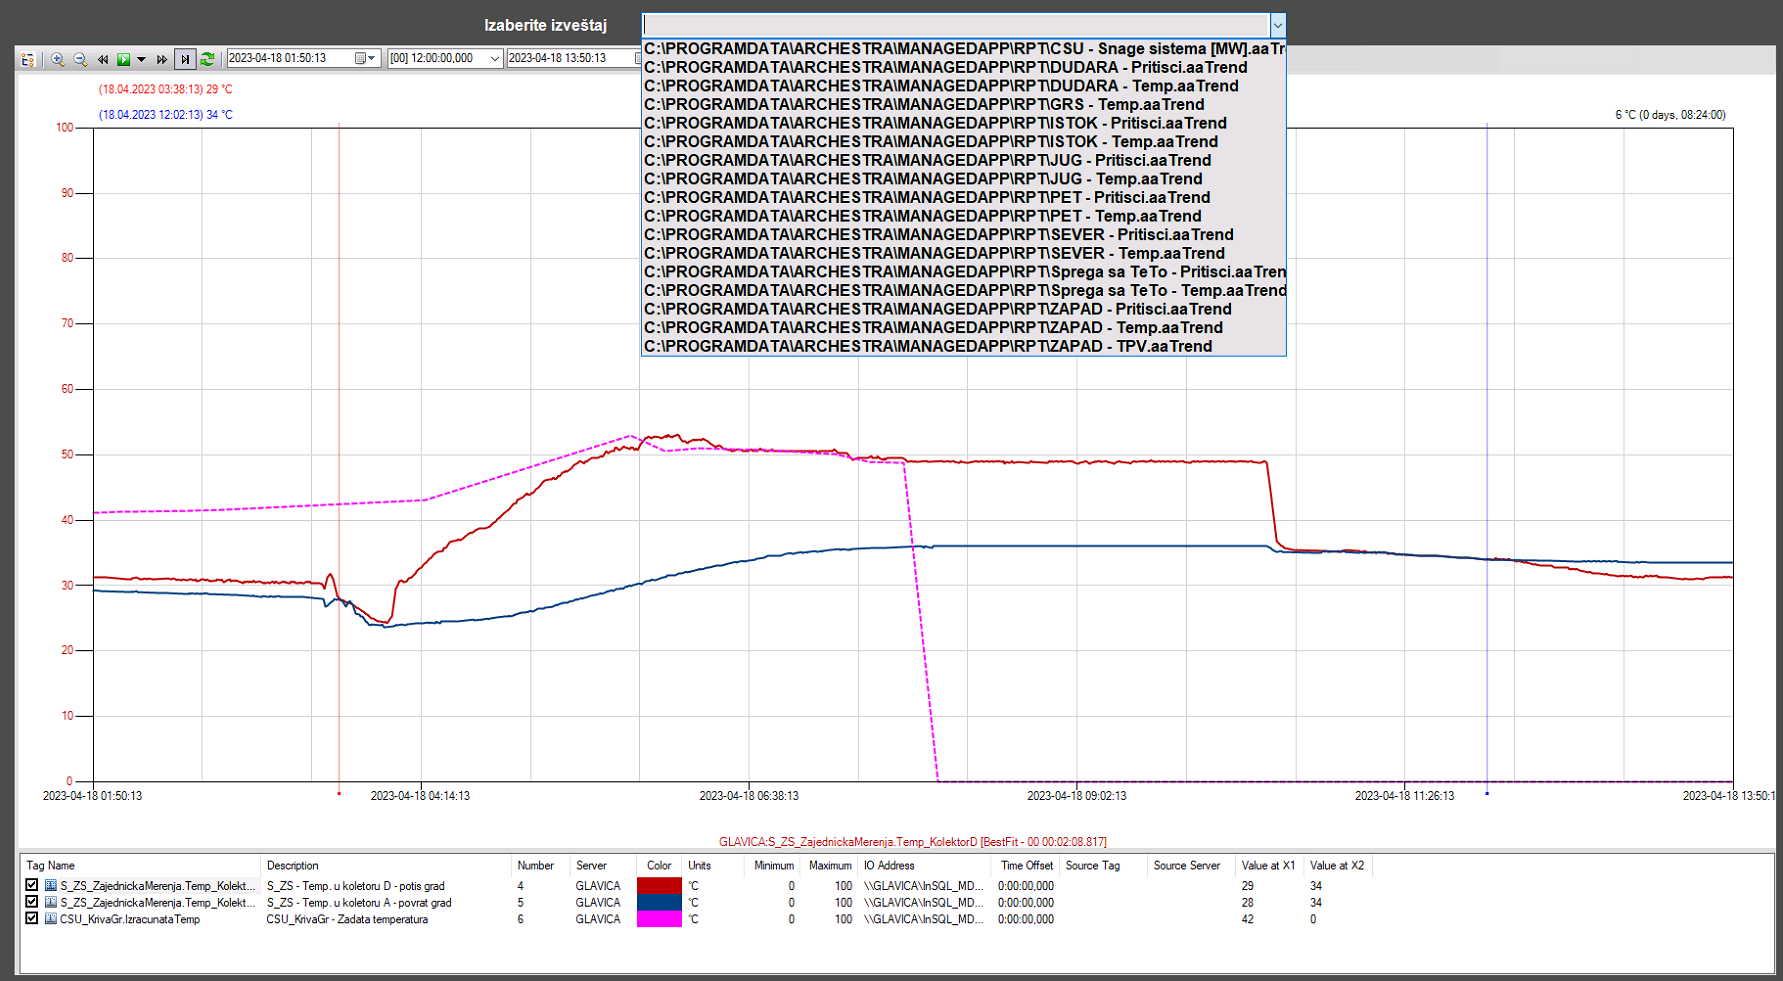 Izaberite izveštaj
C:\PROGRAMDATA\ARCHESTRA\MANAGEDAPP\RPT\CSU - Snage sistema [MW].aaTr
C:\PROGRAMDATA\ARCHESTRA\MANAGEDAPP\RPT\DUDARA - Pritisci.aaTrend
C:\PROGRAMDATA\ARCHESTRA\MANAGEDAPP\RPT\DUDARA - Temp.aaTrend
C:\PROGRAMDATA\ARCHESTRA\MANAGEDAPP\RPT\GRS - Temp.aaTrend
C:\PROGRAMDATA\ARCHESTRA\MANAGEDAPP\RPT\ISTOK - Pritisci.aaTrend
C:\PROGRAMDATA\ARCHESTRA\MANAGEDAPP\RPT\ISTOK - Temp.aaTrend
C:\PROGRAMDATA\ARCHESTRA\MANAGEDAPP\RPT\JUG - Pritisci.aaTrend
C:\PROGRAMDATA\ARCHESTRA\MANAGEDAPP\RPT\JUG - Temp.aaTrend
C:\PROGRAMDATA\ARCHESTRA\MANAGEDAPP\RPT\PET - Pritisci.aaTrend
C:\PROGRAMDATA\ARCHESTRA\MANAGEDAPP\RPT\PET - Temp.aaTrend
C:\PROGRAMDATA\ARCHESTRA\MANAGEDAPP\RPT\SEVER - Pritisci.aaTrend
C:\PROGRAMDATA\ARCHESTRA\MANAGEDAPP\RPT\SEVER - Temp.aaTrend
C:\PROGRAMDATA\ARCHESTRA\MANAGEDAPP\RPT\Sprega sa TeTo - Pritisci.aaTren
C:\PROGRAMDATA\ARCHESTRA\MANAGEDAPP\RPT\Sprega sa TeTo - Temp.aaTrend
C:\PROGRAMDATA\ARCHESTRA\MANAGEDAPP\RPT\ZAPAD - Pritisci.aaTrend
C:\PROGRAMDATA\ARCHESTRA\MANAGEDAPP\RPT\ZAPAD - Temp.aaTrend
C:\PROGRAMDATA\ARCHESTRA\MANAGEDAPP\RPT\ZAPAD - TPV.aaTrend
2023-04-18 01:50:13 [00] 12:00:00,000 2023-04-18 13:50:13
(18.04.2023 03:38:13) 29 °C
(18.04.2023 12:02:13) 34 °C
6 °C (0 days, 08:24:00)
100
90
80
70
60
50
40
30
20
10
0
2023-04-18 01:50:13 2023-04-18 04:14:13 2023-04-18 06:38:13 2023-04-18 09:02:13 2023-04-18 11:26:13 2023-04-18 13:50:1
GLAVICA:S_ZS_ZajednickaMerenja.Temp_KolektorD [BestFit - 00 00:02:08.817]
Tag Name Description Number Server Color Units Minimum Maximum IO Address Time Offset Source Tag Source Server Value at X1 Value at X2
S_ZS_ZajednickaMerenja.Temp_Kolekt... S_ZS - Temp. u koletoru D - potis grad 4 GLAVICA °C 0 100 \\GLAVICA\InSQL_MD... 0:00:00,000 29 34
S_ZS_ZajednickaMerenja.Temp_Kolekt... S_ZS - Temp. u koletoru A - povrat grad 5 GLAVICA °C 0 100 \\GLAVICA\InSQL_MD... 0:00:00,000 28 34
CSU_KrivaGr.IzracunataTemp CSU_KrivaGr - Zadata temperatura 6 GLAVICA °C 0 100 \\GLAVICA\InSQL_MD... 0:00:00,000 42 0